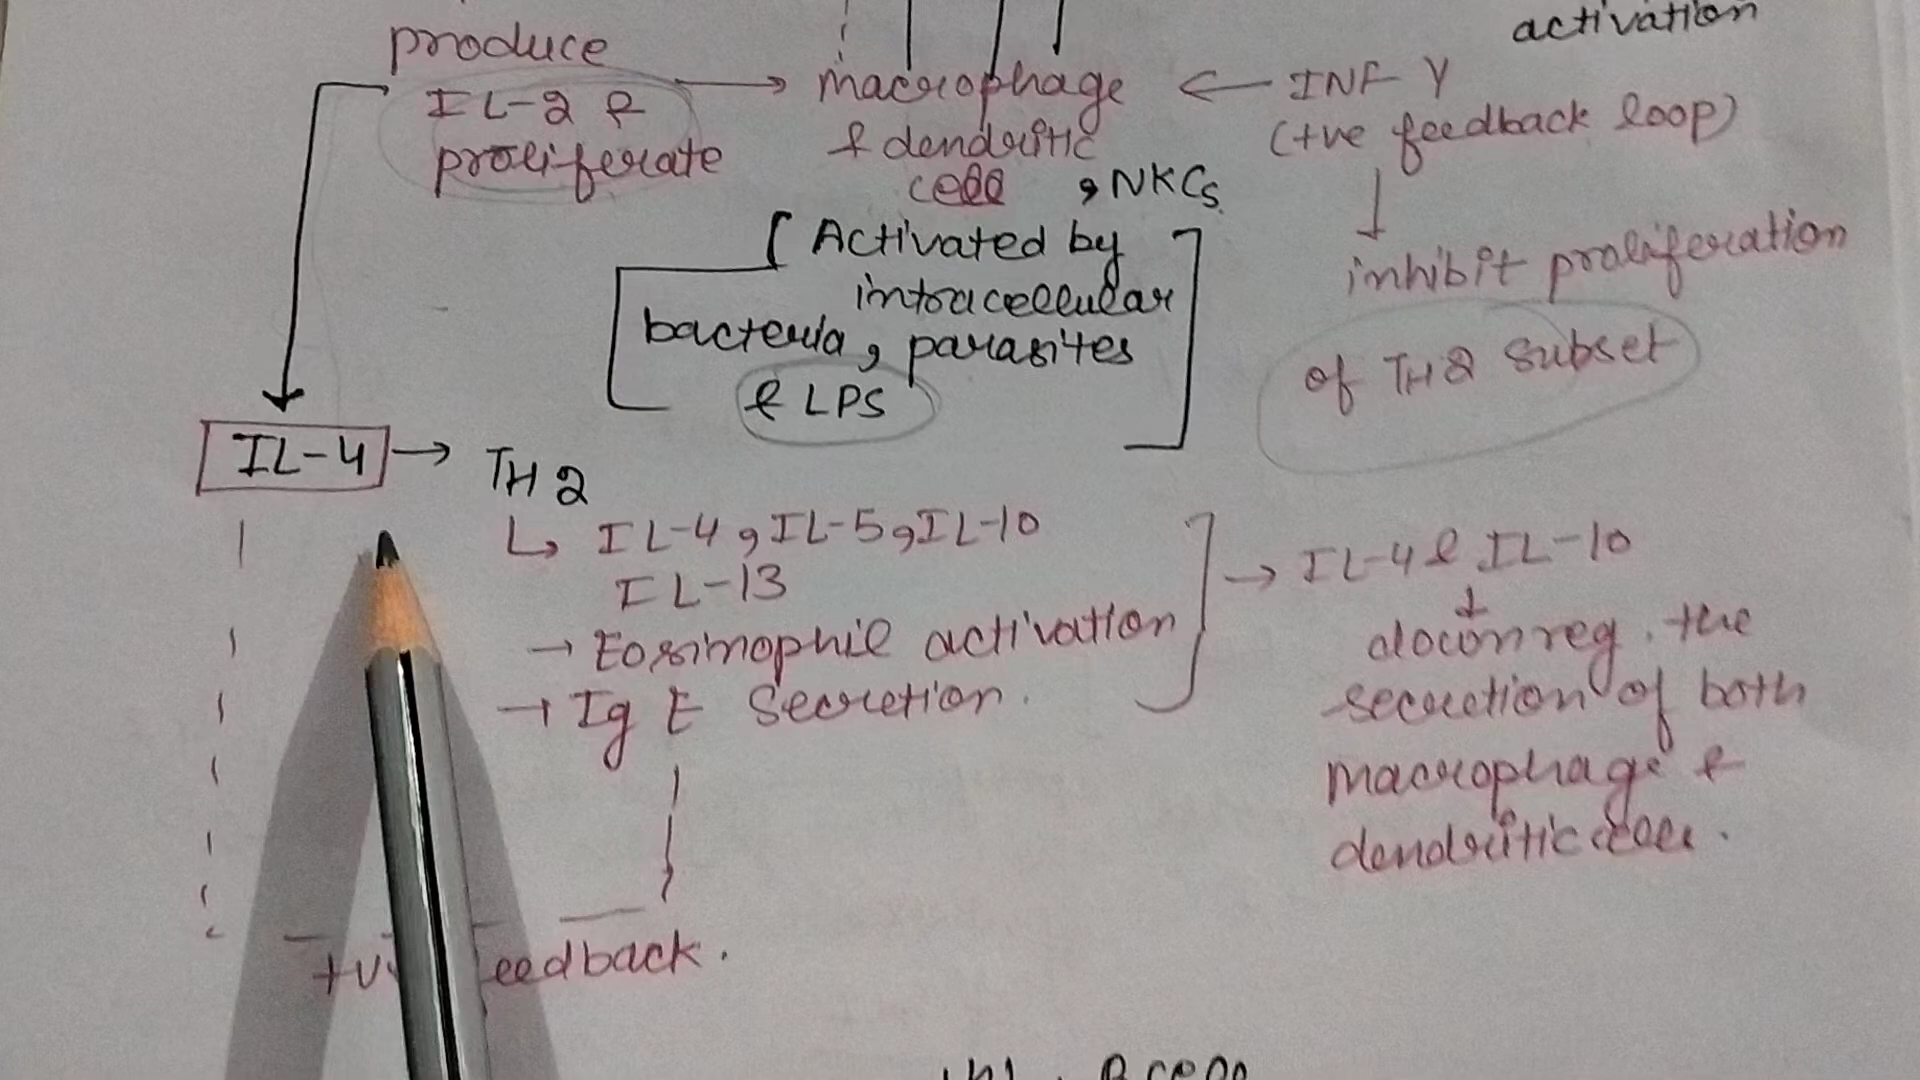 activation
produce
IL-2 &
proliferate
macrophage
& dendritic
cell , NKCs
INF γ
(+ve feedback loop)
inhibit proliferation
of TH2 subset
[ Activated by
intracellular
bacteria, parasites
& LPS ]
IL-4 → TH2
IL-4, IL-5, IL-10
IL-13
→ Eosinophil activation
→ Ig E Secretion.
→ IL-4 & IL-10
downreg. the
secretion of both
macrophage &
dendritic cell.
eedback.
B cell